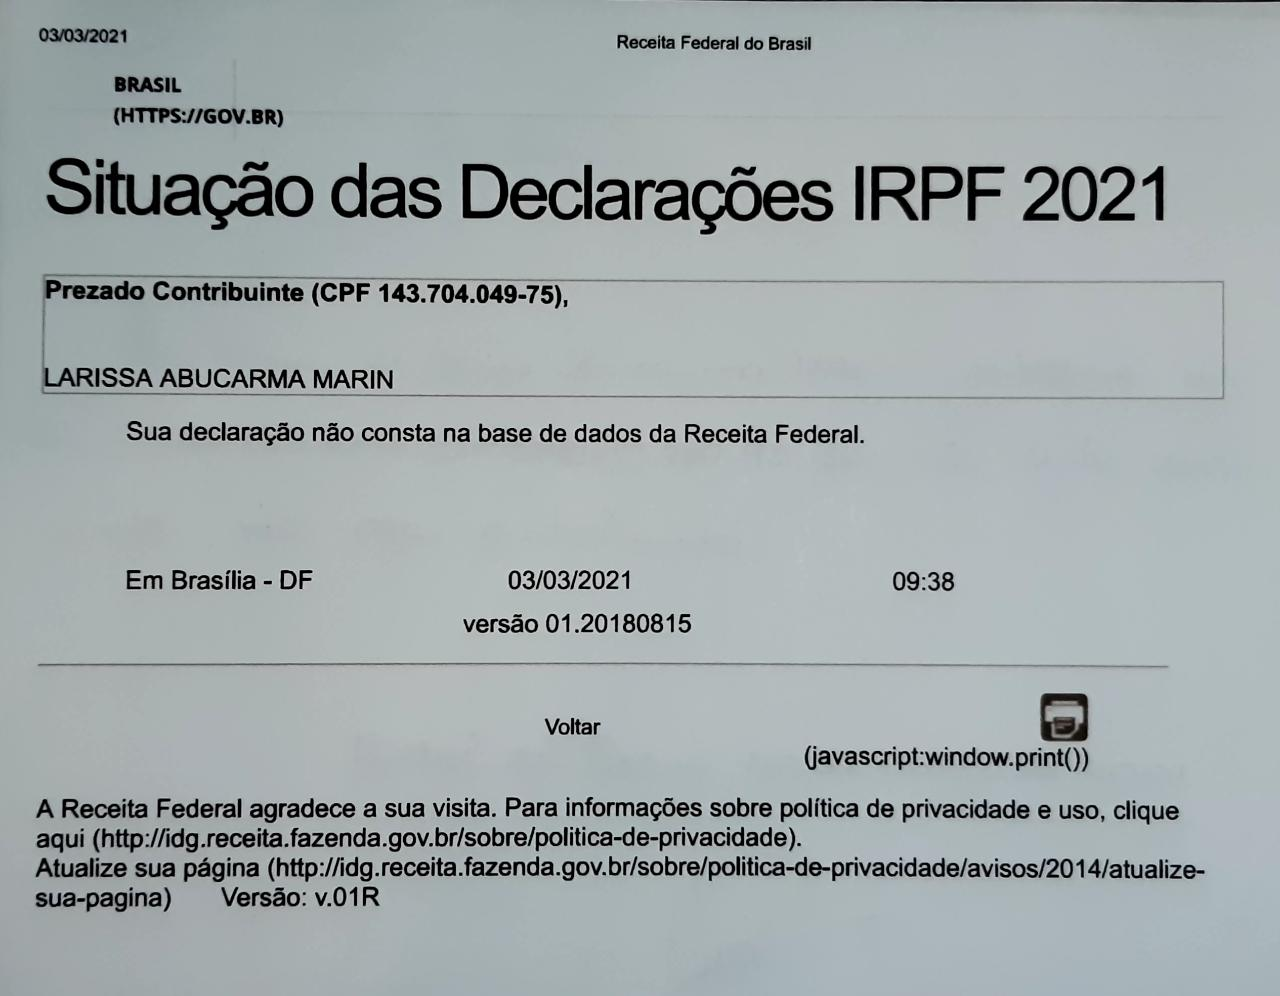 03/03/2021
Receita Federal do Brasil
BRASIL
(HTTPS://GOV.BR)
Situação das Declarações IRPF 2021
Prezado Contribuinte (CPF 143.704.049-75),
LARISSA ABUCARMA MARIN
Sua declaração não consta na base de dados da Receita Federal.
Em Brasília - DF 03/03/2021 09:38
versão 01.20180815
Voltar
(javascript:window.print())
A Receita Federal agradece a sua visita. Para informações sobre política de privacidade e uso, clique
aqui (http://idg.receita.fazenda.gov.br/sobre/politica-de-privacidade).
Atualize sua página (http://idg.receita.fazenda.gov.br/sobre/politica-de-privacidade/avisos/2014/atualize-
sua-pagina) Versão: v.01R